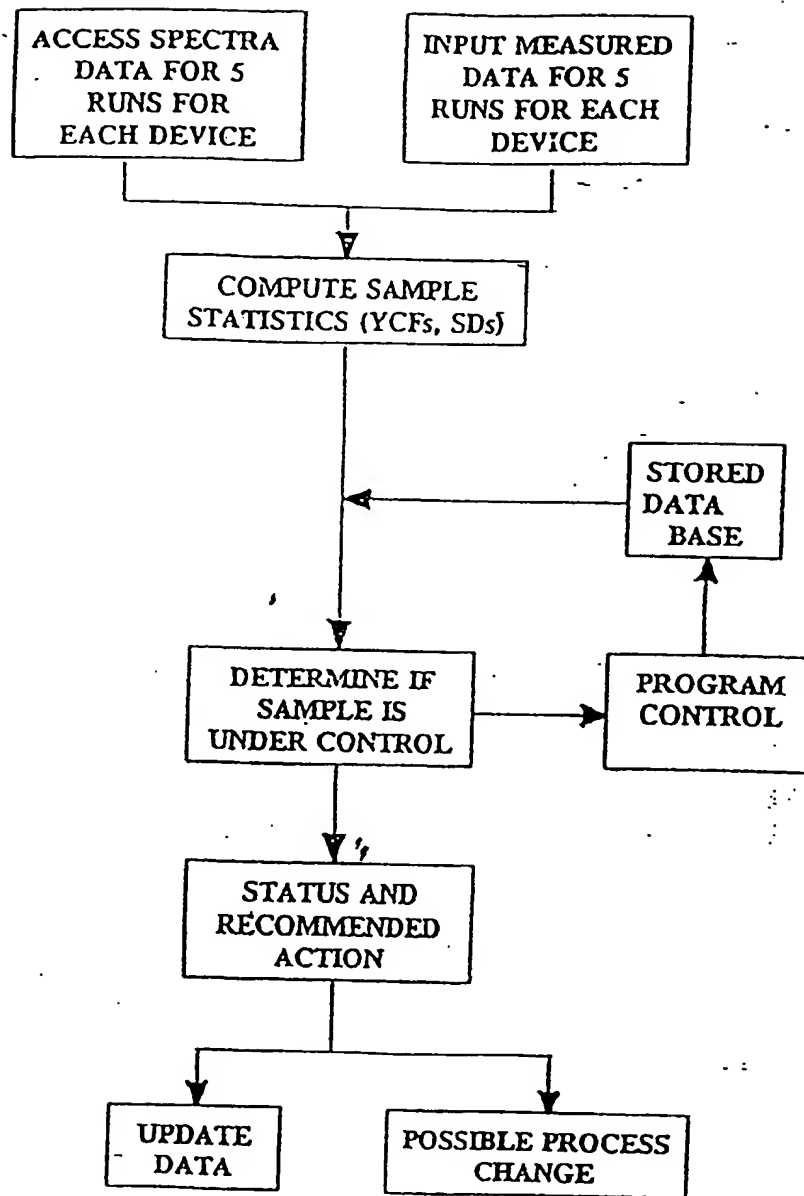 ACCESS SPECTRA
DATA FOR 5
RUNS FOR
EACH DEVICE
INPUT MEASURED
DATA FOR 5
RUNS FOR EACH
DEVICE
COMPUTE SAMPLE
STATISTICS (YCFs, SDs)
STORED
DATA
BASE
DETERMINE IF
SAMPLE IS
UNDER CONTROL
PROGRAM
CONTROL
STATUS AND
RECOMMENDED
ACTION
UPDATE
DATA
POSSIBLE PROCESS
CHANGE